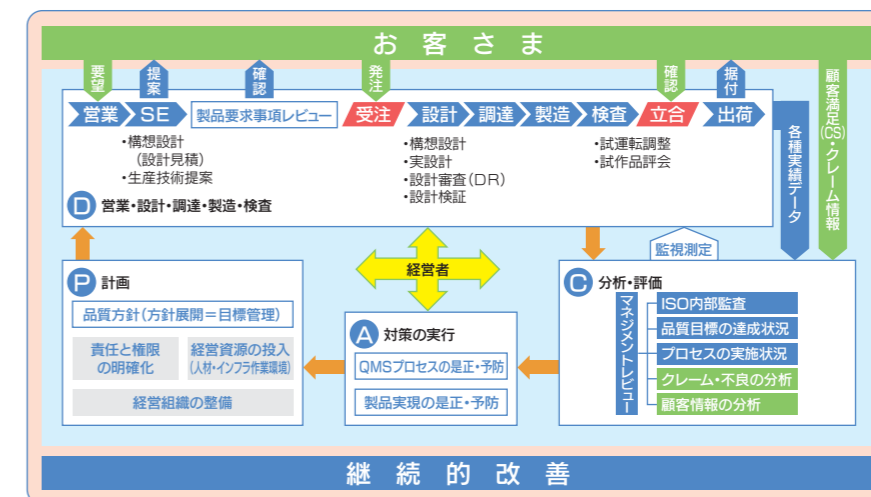 お客さま
要望
提案
確認
発注
確認
据付
顧客満足(CS)・クレーム情報
営業
SE
製品要求事項レビュー
受注
設計
調達
製造
検査
立合
出荷
各種実績データ
・構想設計
(設計見積)
・生産技術提案
・構想設計
・実設計
・設計審査(DR)
・設計検証
・試運転調整
・試作品評会
D 営業・設計・調達・製造・検査
経営者
監視測定
P 計画
品質方針(方針展開=目標管理)
責任と権限
の明確化
経営資源の投入
(人材・インフラ作業環境)
経営組織の整備
A 対策の実行
QMSプロセスの是正・予防
製品実現の是正・予防
C 分析・評価
マネジメントレビュー
ISO内部監査
品質目標の達成状況
プロセスの実施状況
クレーム・不良の分析
顧客情報の分析
継続的改善